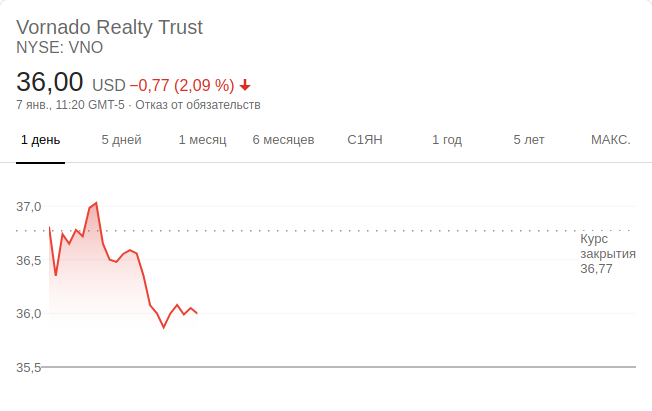 Vornado Realty Trust
NYSE: VNO
36,00 USD −0,77 (2,09 %)
7 янв., 11:20 GMT-5 · Отказ от обязательств
1 день 5 дней 1 месяц 6 месяцев С1ЯН 1 год 5 лет МАКС.
37,0
Курс
закрытия
36,77
36,5
36,0
35,5